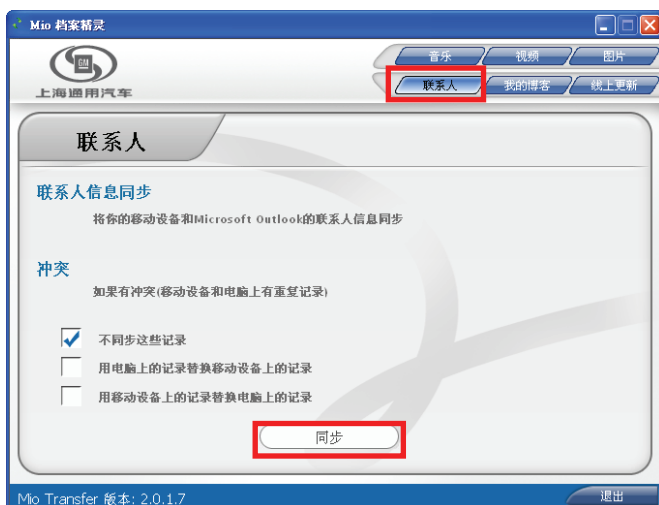 Mio 档案精灵
GM
上海通用汽车
音乐 视频 图片
联系人 我的博客 线上更新
联系人
联系人信息同步
将你的移动设备和Microsoft Outlook的联系人信息同步
冲突
如果有冲突(移动设备和电脑上有重复记录)
不同步这些记录
用电脑上的记录替换移动设备上的记录
用移动设备上的记录替换电脑上的记录
同步
Mio Transfer 版本: 2.0.1.7
退出